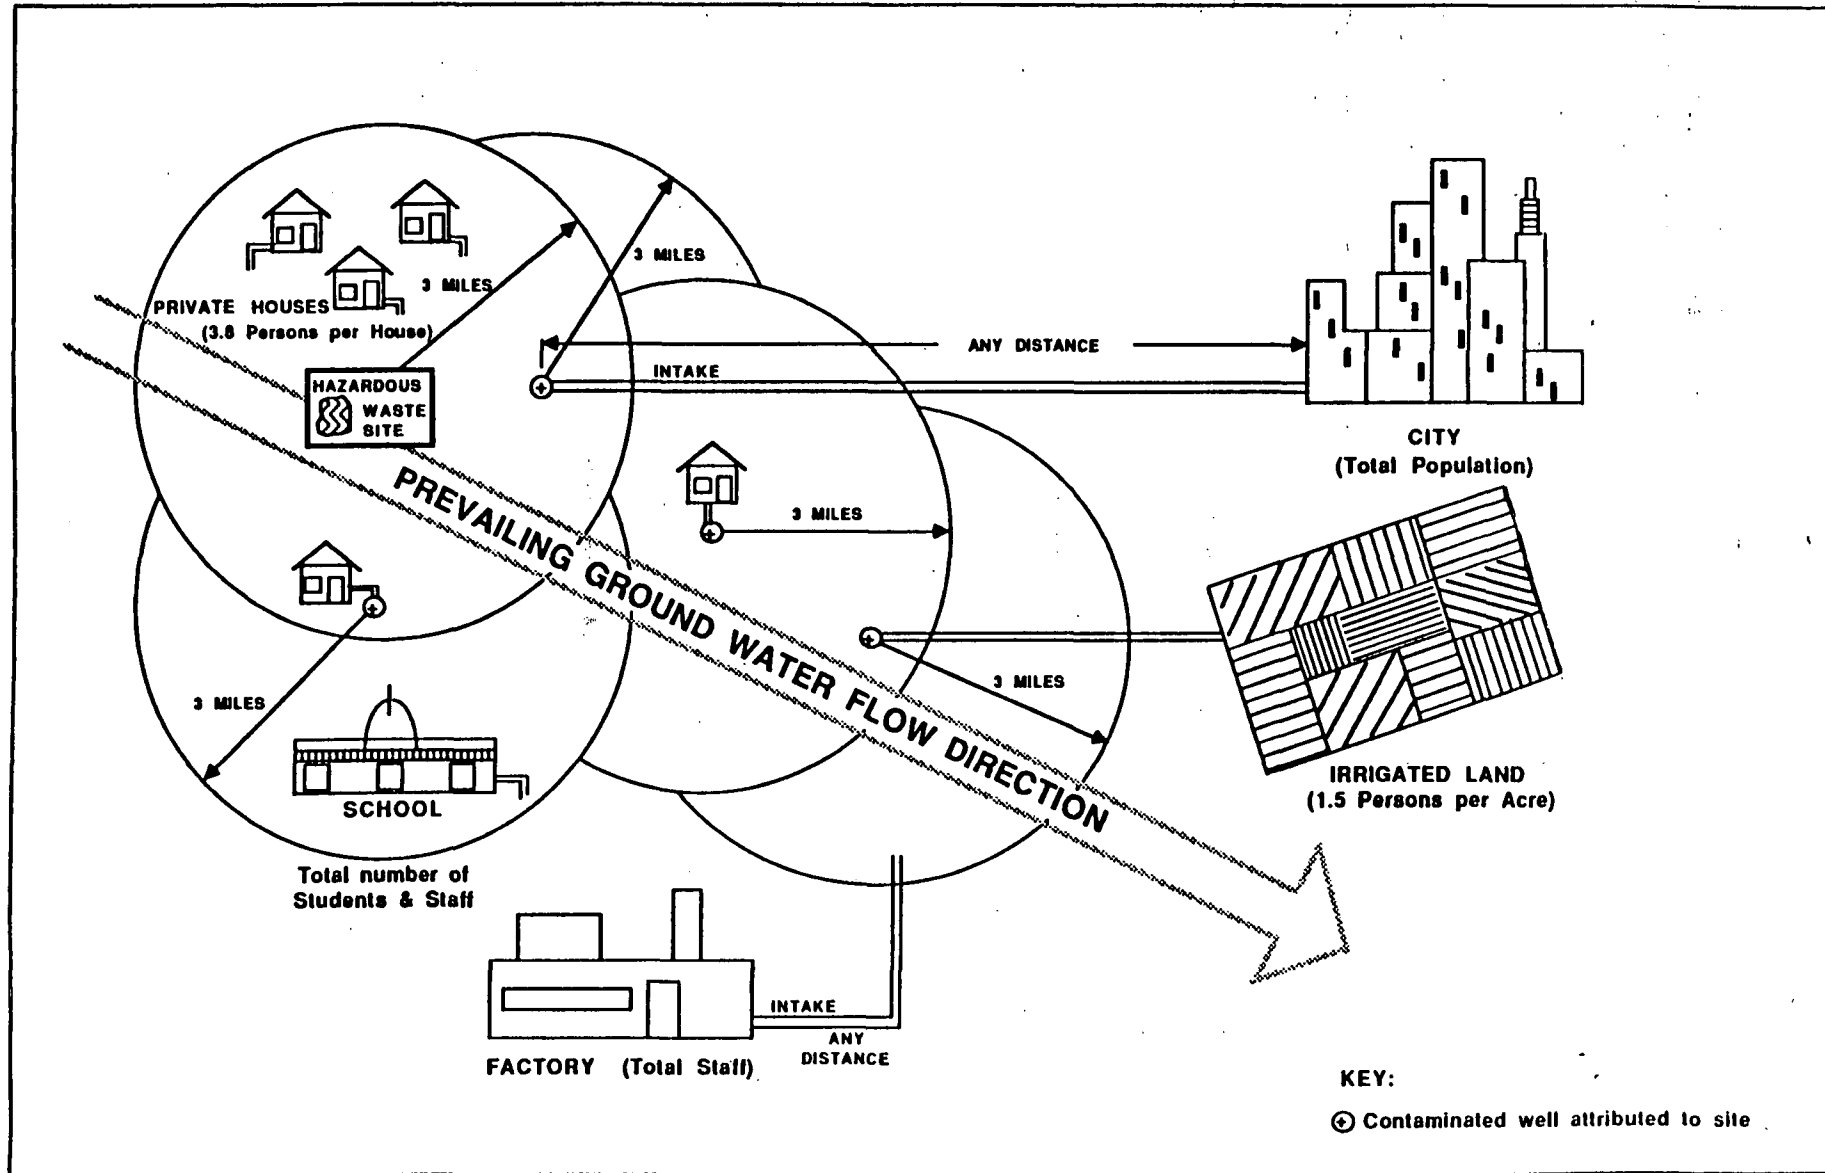 3 MILES
PRIVATE HOUSES
3 MILES
(3.8 Persons per House)
ANY DISTANCE
INTAKE
HAZARDOUS
WASTE
SITE
CITY
(Total Population)
PREVAILING GROUND WATER FLOW DIRECTION
3 MILES
3 MILES
3 MILES
IRRIGATED LAND
(1.5 Persons per Acre)
SCHOOL
Total number of
Students & Staff
INTAKE
ANY
DISTANCE
FACTORY (Total Staff)
KEY:
Contaminated well attributed to site